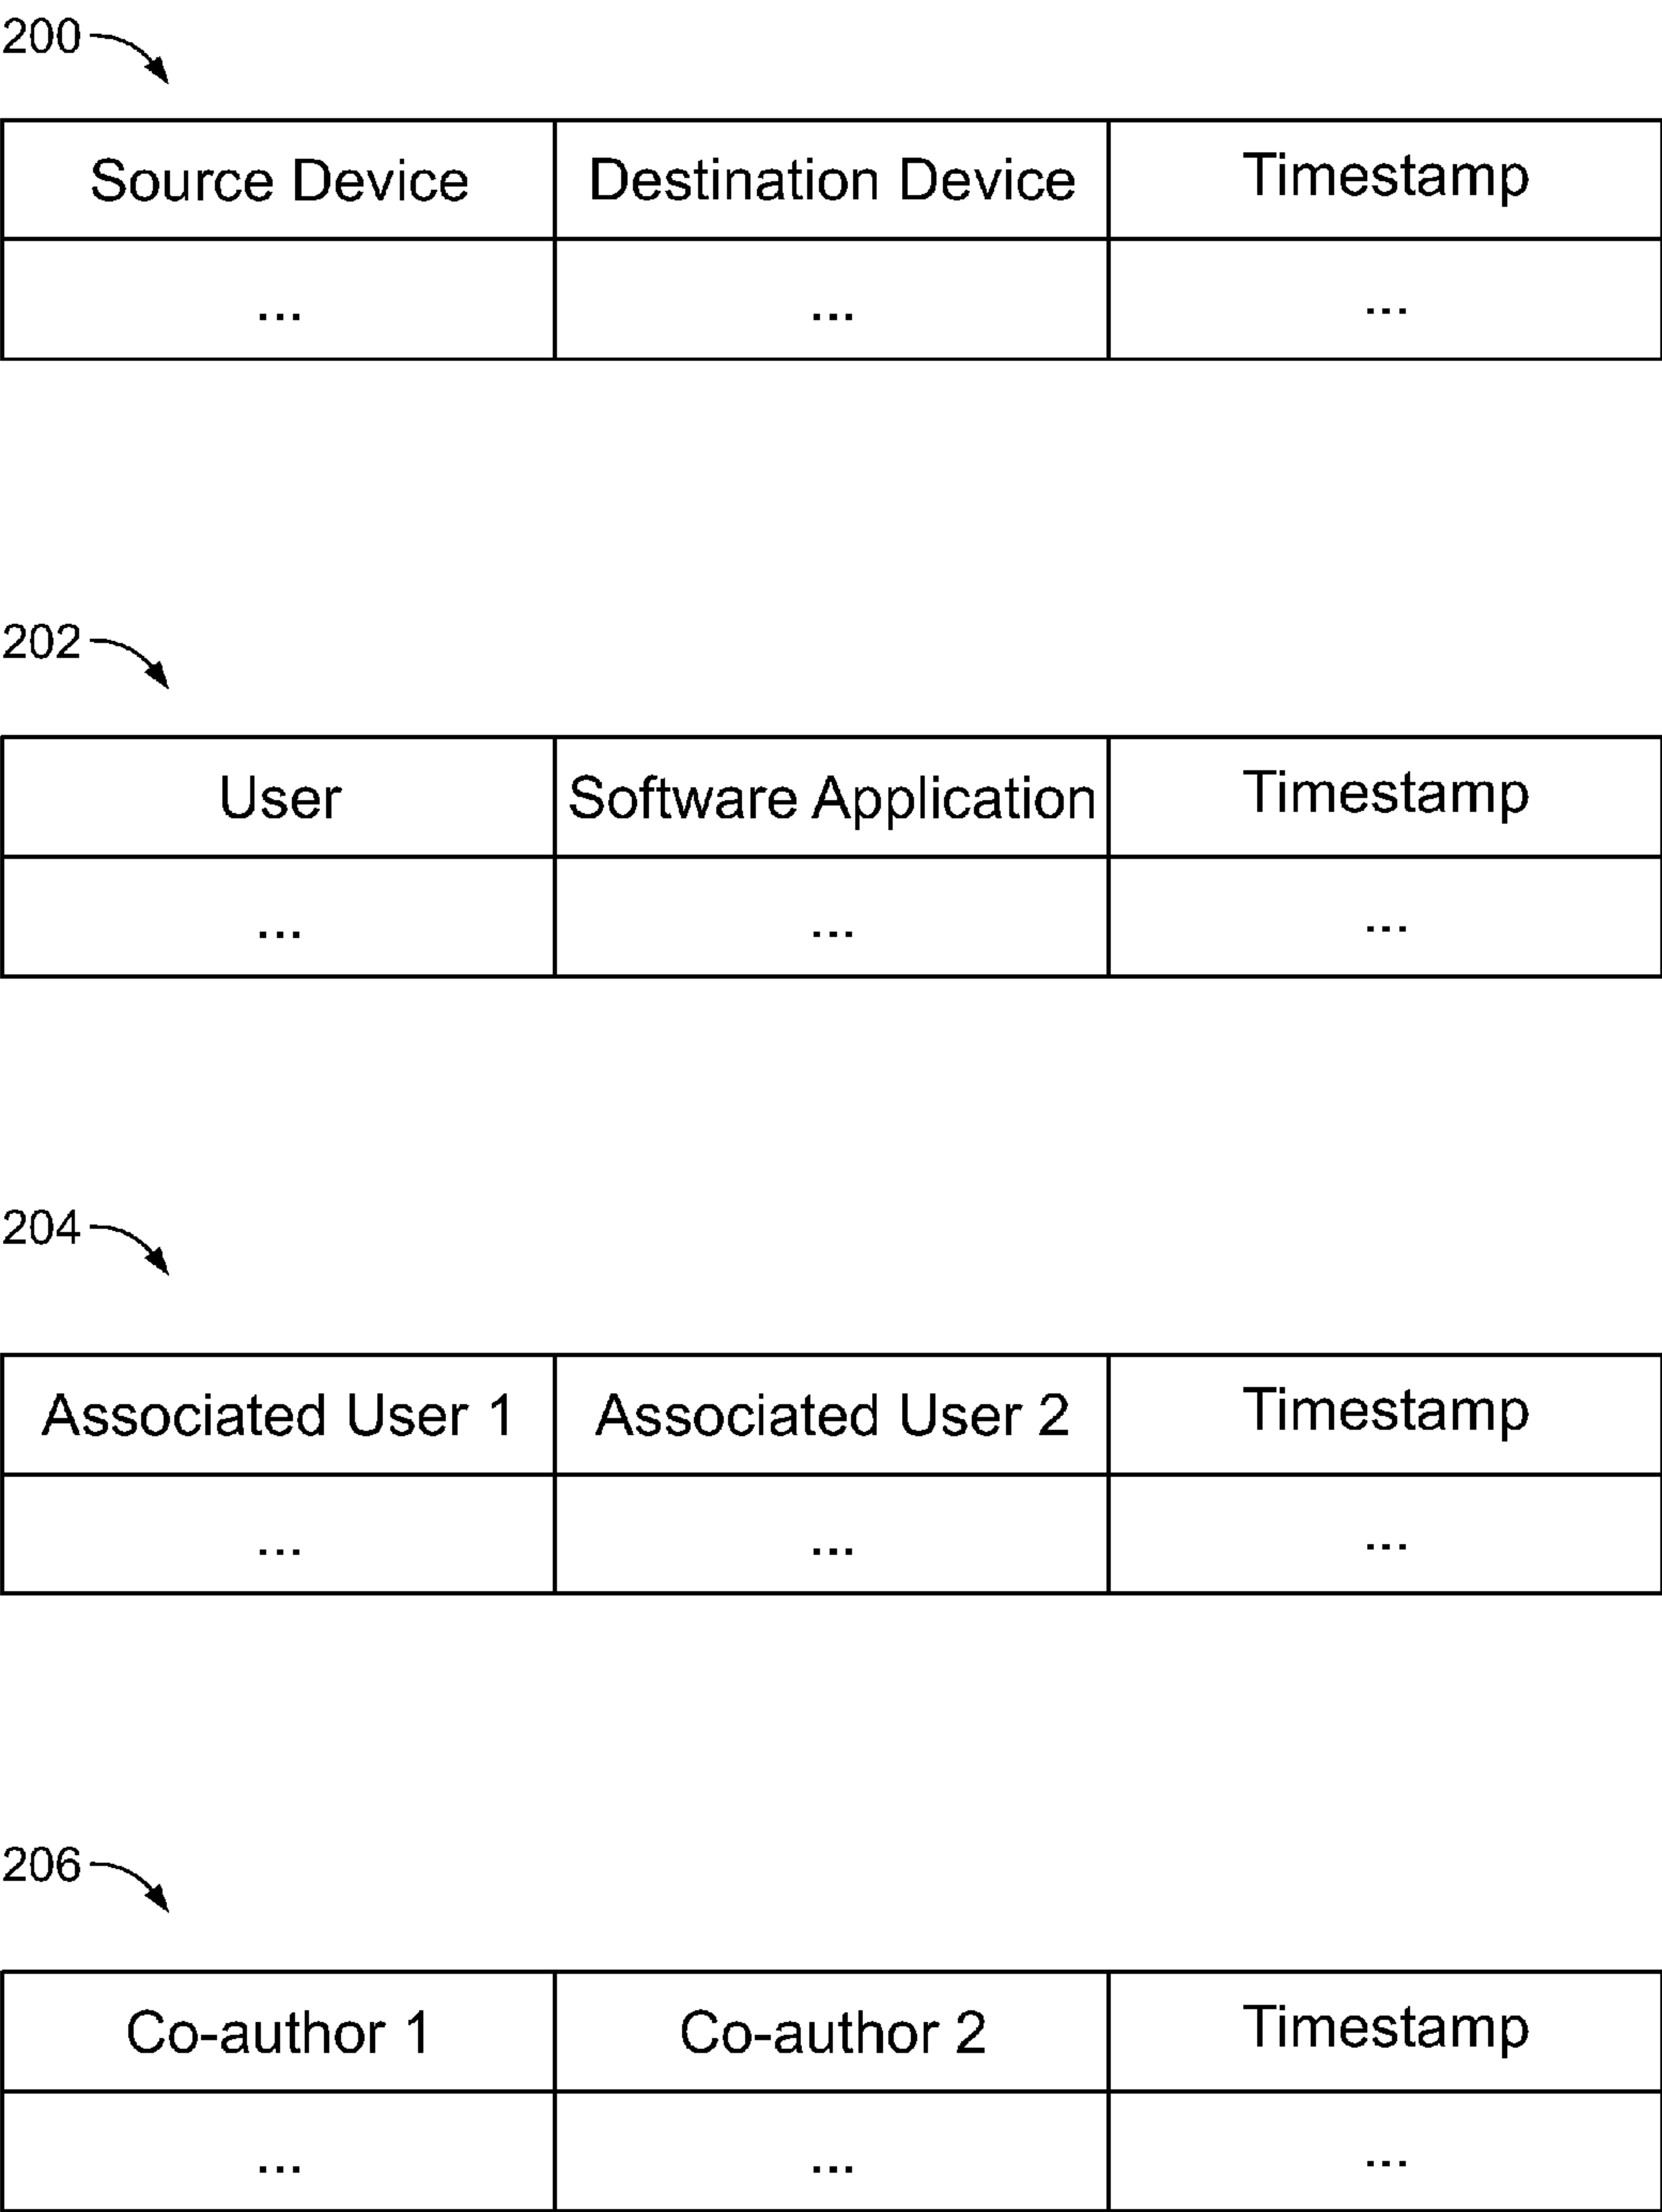 200
Source Device Destination Device Timestamp
... ... ...
202
User Software Application Timestamp
... ... ...
204
Associated User 1 Associated User 2 Timestamp
... ... ...
206
Co-author 1 Co-author 2 Timestamp
... ... ...